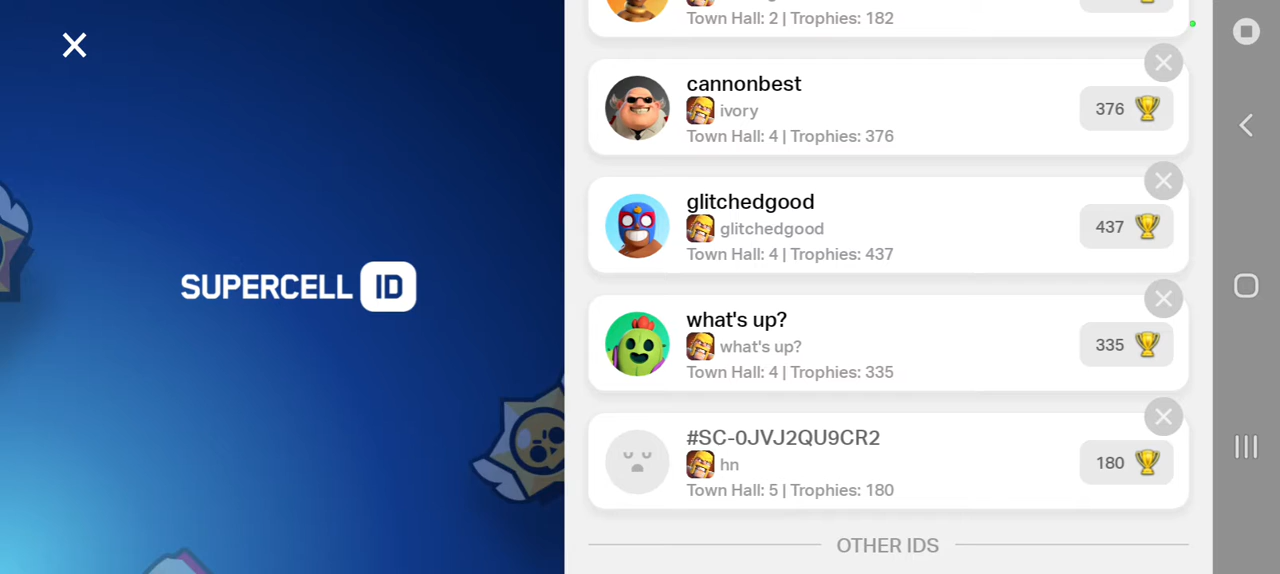 SUPERCELL ID
Town Hall: 2 | Trophies: 182
cannonbest
ivory
376
Town Hall: 4 | Trophies: 376
glitchedgood
glitchedgood
437
Town Hall: 4 | Trophies: 437
what's up?
what's up?
335
Town Hall: 4 | Trophies: 335
#SC-0JVJ2QU9CR2
hn
180
Town Hall: 5 | Trophies: 180
OTHER IDS